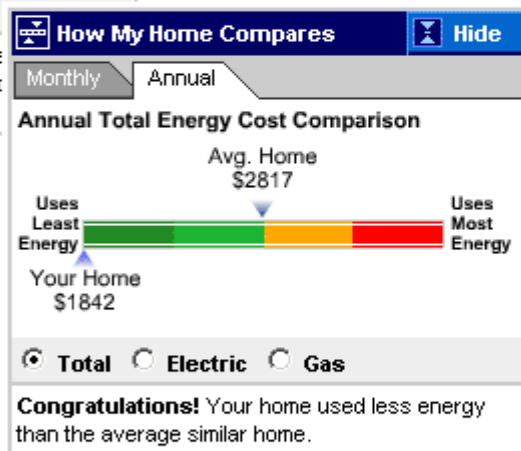 How My Home Compares
Hide
Monthly
Annual
Annual Total Energy Cost Comparison
Avg. Home
$2817
Uses
Least
Energy
Uses
Most
Energy
Your Home
$1842
Total Electric Gas
Congratulations! Your home used less energy
than the average similar home.